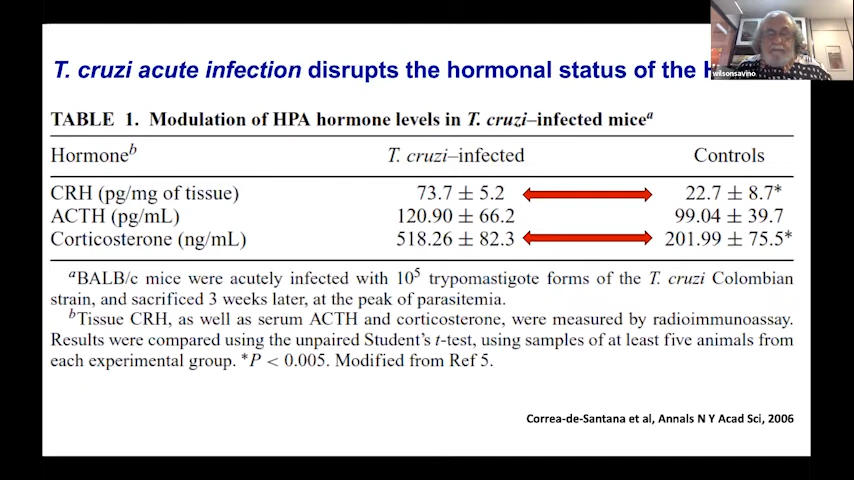 T. cruzi acute infection disrupts the hormonal status of the
wilsonsavino
TABLE 1. Modulation of HPA hormone levels in T. cruzi–infected miceᵃ
Hormoneᵇ T. cruzi–infected Controls
CRH (pg/mg of tissue) 73.7 ± 5.2 22.7 ± 8.7*
ACTH (pg/mL) 120.90 ± 66.2 99.04 ± 39.7
Corticosterone (ng/mL) 518.26 ± 82.3 201.99 ± 75.5*
ᵃBALB/c mice were acutely infected with 10⁵ trypomastigote forms of the T. cruzi Colombian
strain, and sacrificed 3 weeks later, at the peak of parasitemia.
ᵇTissue CRH, as well as serum ACTH and corticosterone, were measured by radioimmunoassay.
Results were compared using the unpaired Student’s t-test, using samples of at least five animals from
each experimental group. *P < 0.005. Modified from Ref 5.
Correa-de-Santana et al, Annals N Y Acad Sci, 2006